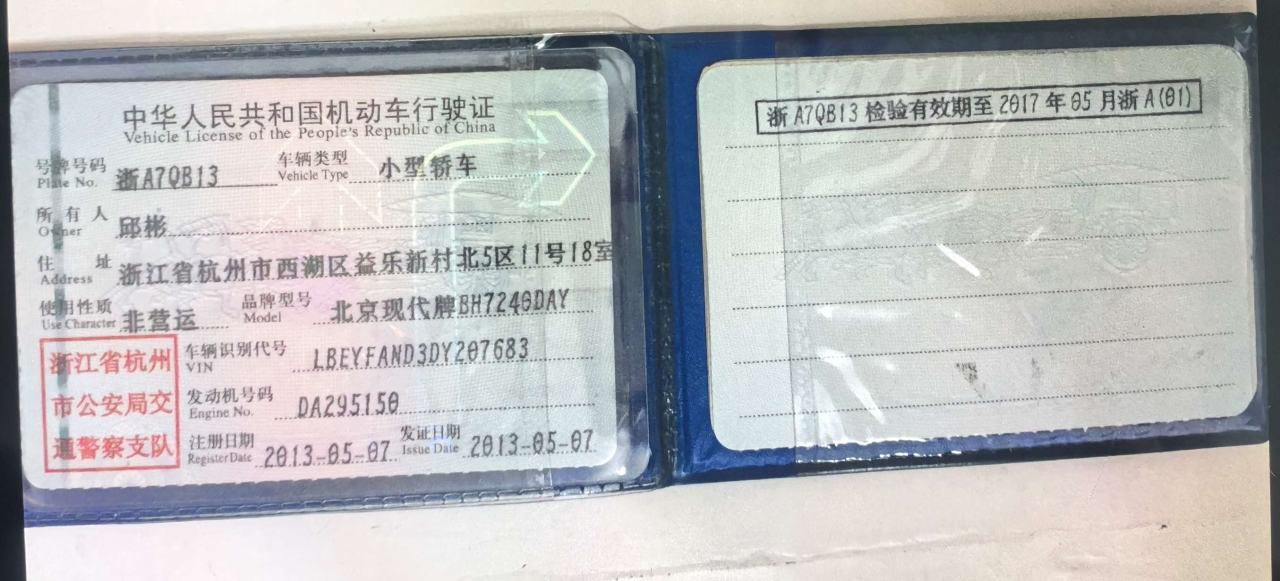 中华人民共和国机动车行驶证
Vehicle License of the People's Republic of China
号牌号码 浙A7QB13 车辆类型 小型轿车
Plate No. Vehicle Type
所有人 邱彬
Owner
住址 浙江省杭州市西湖区益乐新村北5区11号18室
Address
使用性质 非营运 品牌型号 北京现代牌BH7240DAY
Use Character Model
浙江省杭州
市公安局交
通警察支队
车辆识别代号 LBEYFAND3DY207683
VIN
发动机号码 DA295150
Engine No.
注册日期 2013-05-07 发证日期 2013-05-07
Register Date Issue Date
浙A7QB13检验有效期至2017年05月浙A(01)